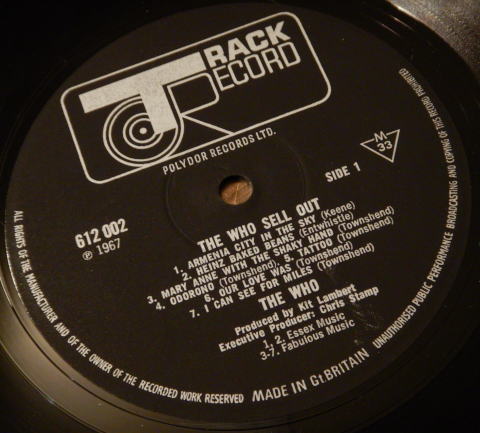 TRACK
RECORD
POLYDOR RECORDS LTD.
612 002
℗ 1967
SIDE 1
M
33
THE WHO SELL OUT
1. ARMENIA CITY IN THE SKY (Keene)
2. HEINZ BAKED BEANS (Entwhistle)
3. MARY ANNE WITH THE SHAKY HAND (Townshend)
4. ODORONO (Townshend) 5. TATTOO (Townshend)
6. OUR LOVE WAS (Townshend)
7. I CAN SEE FOR MILES (Townshend)
THE WHO
Produced by Kit Lambert
Executive Producer: Chris Stamp
1, 2. Essex Music
3-7. Fabulous Music
ALL RIGHTS OF THE MANUFACTURER AND OF THE OWNER OF THE RECORDED WORK RESERVED
MADE IN Gt. BRITAIN
UNAUTHORISED PUBLIC PERFORMANCE BROADCASTING AND COPYING OF THIS RECORD PROHIBITED